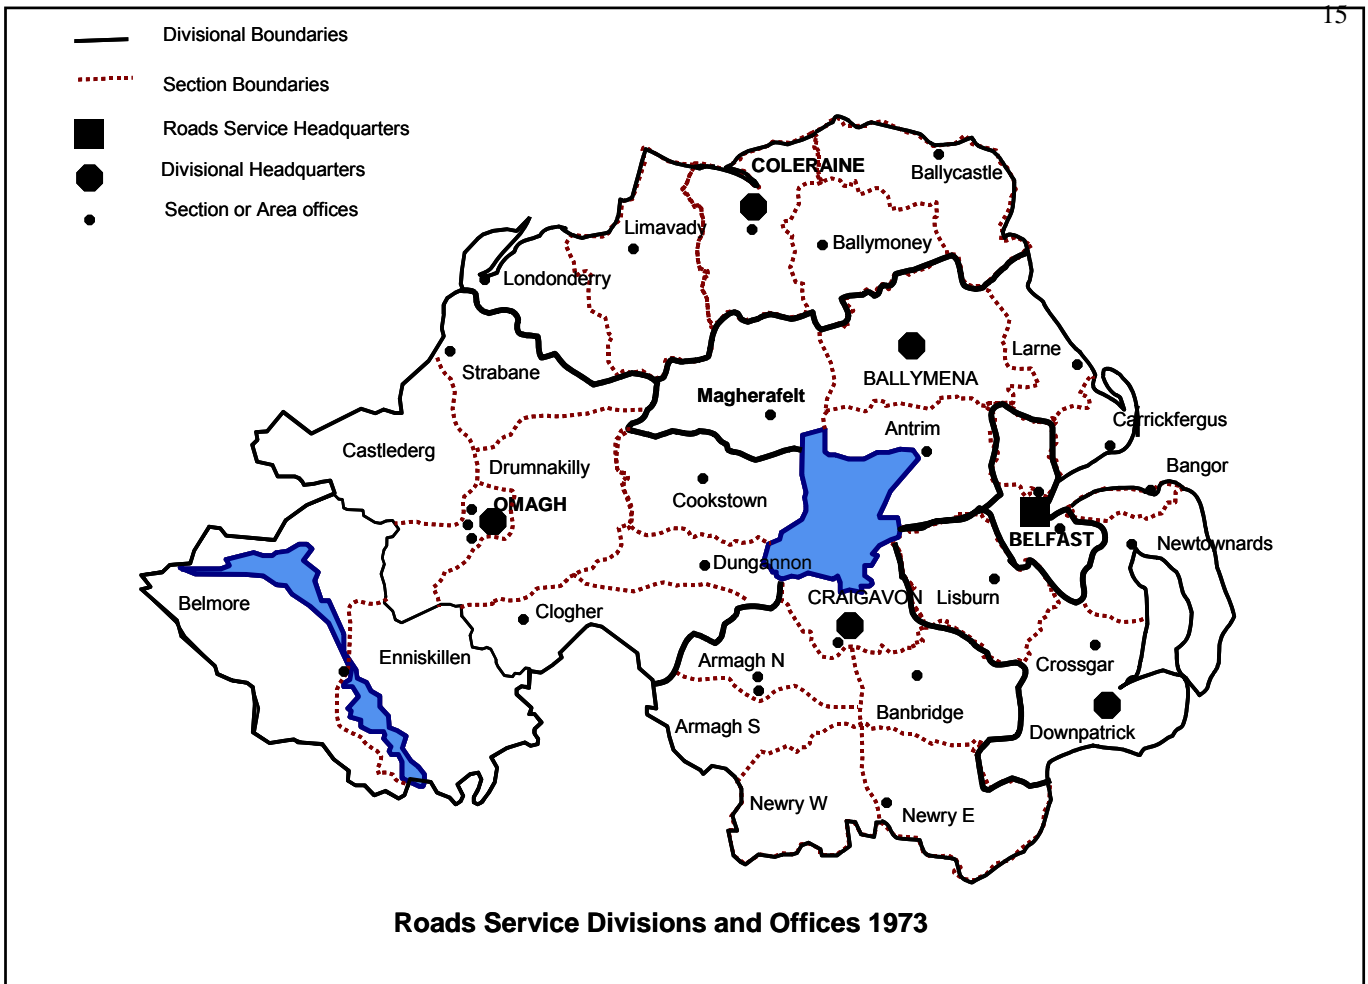 15
Divisional Boundaries
Section Boundaries
Roads Service Headquarters
Divisional Headquarters
Section or Area offices
COLERAINE
Ballycastle
Limavady
Ballymoney
Londonderry
Larne
Strabane
BALLYMENA
Magherafelt
Carrickfergus
Antrim
Castlederg
Drumnakilly
Bangor
Cookstown
OMAGH
BELFAST
Newtownards
Dungannon
Belmore
CRAIGAVON
Lisburn
Clogher
Enniskillen
Armagh N
Crossgar
Banbridge
Armagh S
Downpatrick
Newry W
Newry E
Roads Service Divisions and Offices 1973